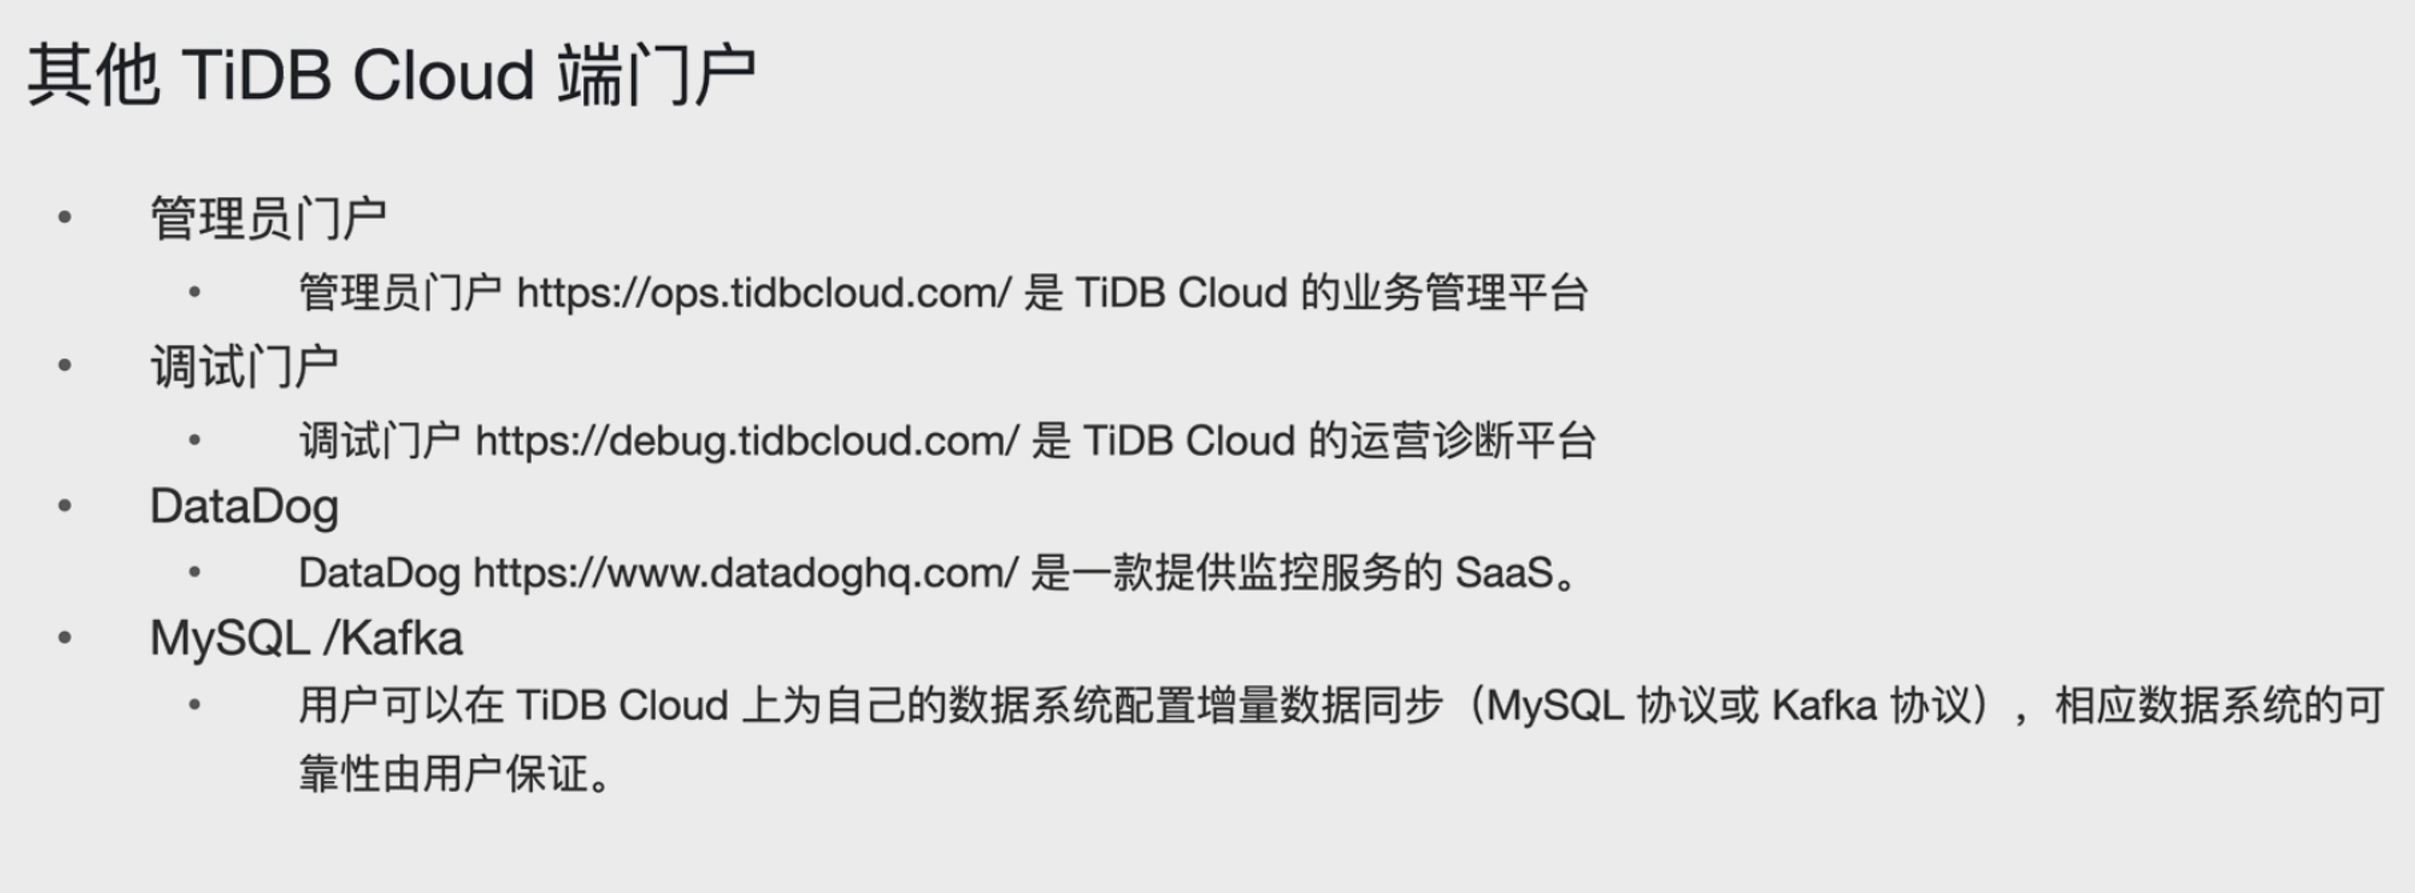 其他 TiDB Cloud 端门户
• 管理员门户
• 管理员门户 https://ops.tidbcloud.com/ 是 TiDB Cloud 的业务管理平台
• 调试门户
• 调试门户 https://debug.tidbcloud.com/ 是 TiDB Cloud 的运营诊断平台
• DataDog
• DataDog https://www.datadoghq.com/ 是一款提供监控服务的 SaaS。
• MySQL /Kafka
• 用户可以在 TiDB Cloud 上为自己的数据系统配置增量数据同步（MySQL 协议或 Kafka 协议），相应数据系统的可
靠性由用户保证。